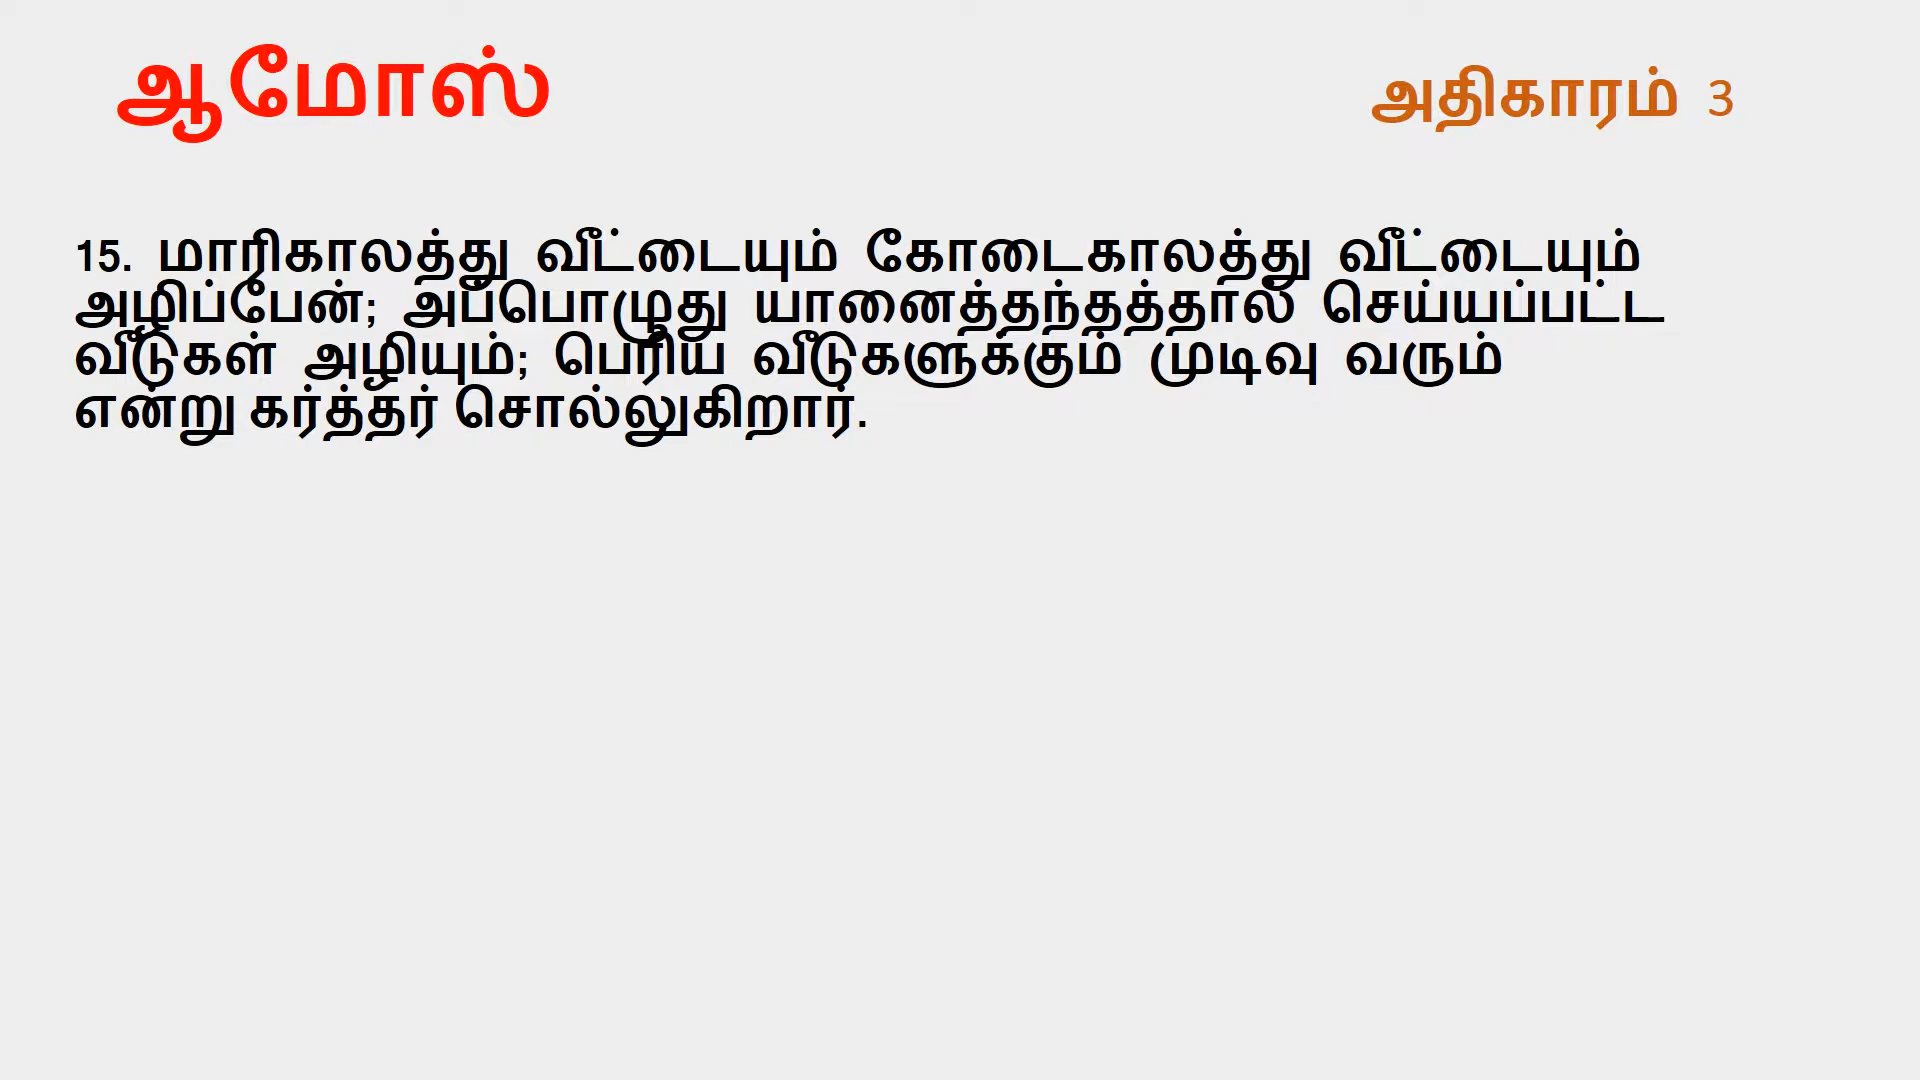 ஆமோஸ்
அதிகாரம் 3
15. மாரிகாலத்து வீட்டையும் கோடைகாலத்து வீட்டையும்
அழிப்பேன்; அப்பொழுது யானைத்தந்தத்தால் செய்யப்பட்ட
வீடுகள் அழியும்; பெரிய வீடுகளுக்கும் முடிவு வரும்
என்று கர்த்தர் சொல்லுகிறார்.